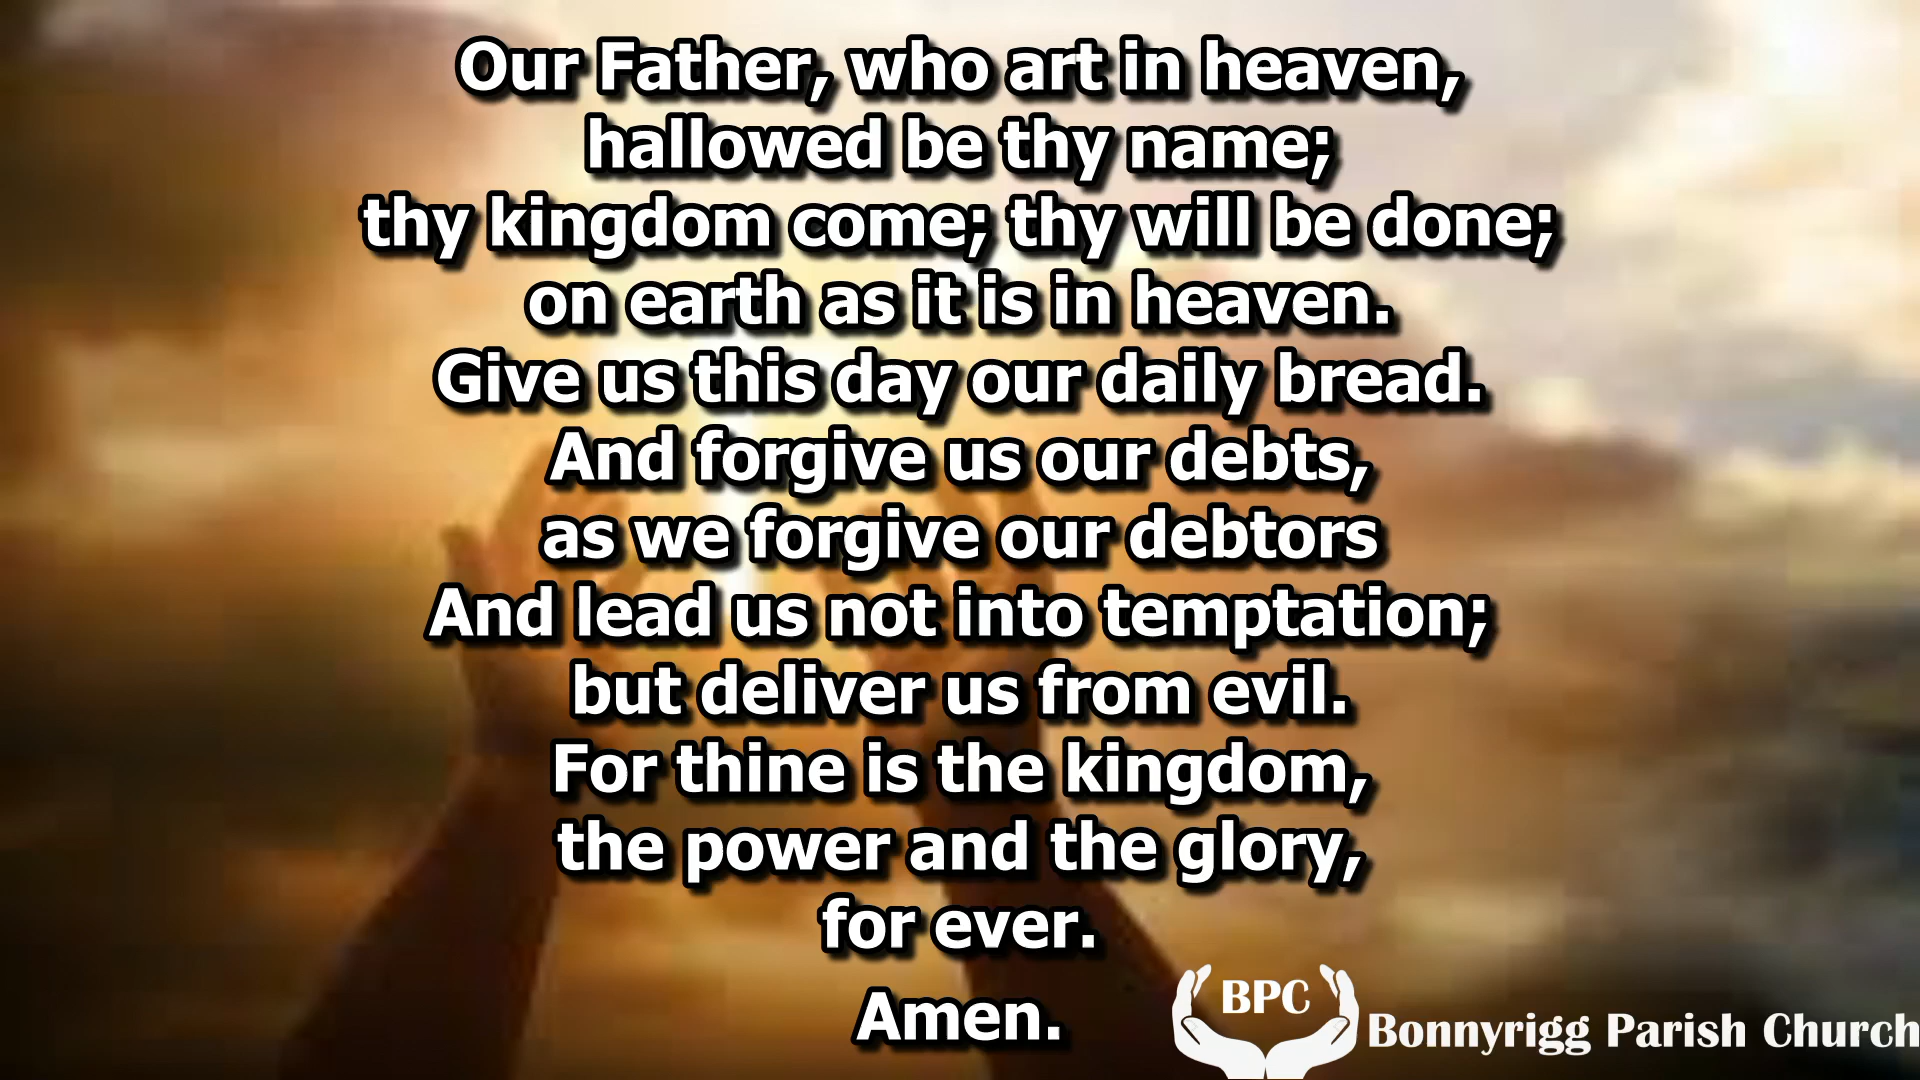 Our Father, who art in heaven,
hallowed be thy name;
thy kingdom come; thy will be done;
on earth as it is in heaven.
Give us this day our daily bread.
And forgive us our debts,
as we forgive our debtors
And lead us not into temptation;
but deliver us from evil.
For thine is the kingdom,
the power and the glory,
for ever.
Amen.
BPC
Bonnyrigg Parish Church